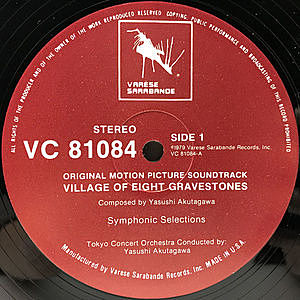 ALL RIGHTS OF THE PRODUCER AND OF THE OWNER OF THE WORK REPRODUCED RESERVED. COPYING, PUBLIC PERFORMANCE AND BROADCASTING OF THIS RECORD PROHIBITED.
VARÈSE
SARABANDE
STEREO
SIDE 1
VC 81084
℗1979 Varese Sarabande Records, Inc.
VC 81084-A
ORIGINAL MOTION PICTURE SOUNDTRACK
VILLAGE OF EIGHT GRAVESTONES
Composed by Yasushi Akutagawa
Symphonic Selections
Tokyo Concert Orchestra Conducted by:
Yasushi Akutagawa
Manufactured by Varese Sarabande Records, Inc. MADE IN U.S.A.